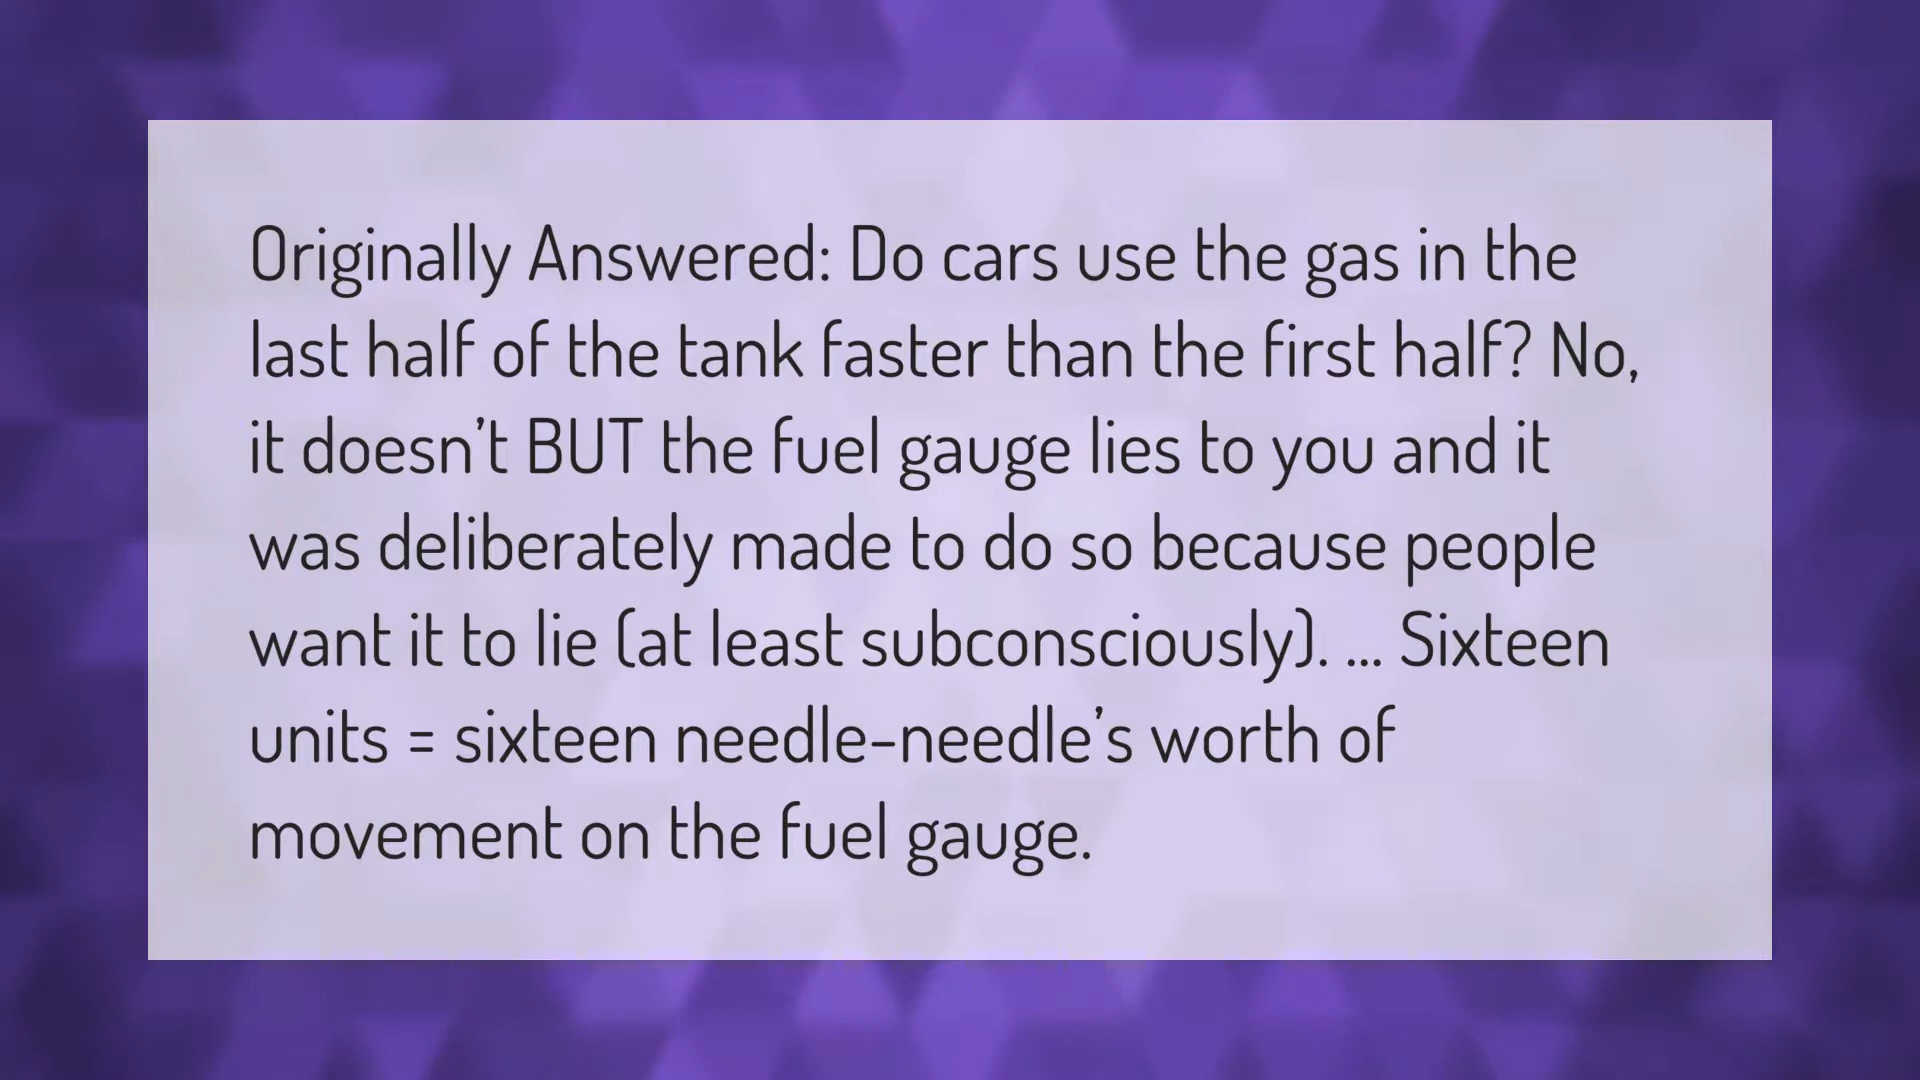 Originally Answered: Do cars use the gas in the
last half of the tank faster than the first half? No,
it doesn't BUT the fuel gauge lies to you and it
was deliberately made to do so because people
want it to lie (at least subconsciously). ... Sixteen
units = sixteen needle-needle's worth of
movement on the fuel gauge.